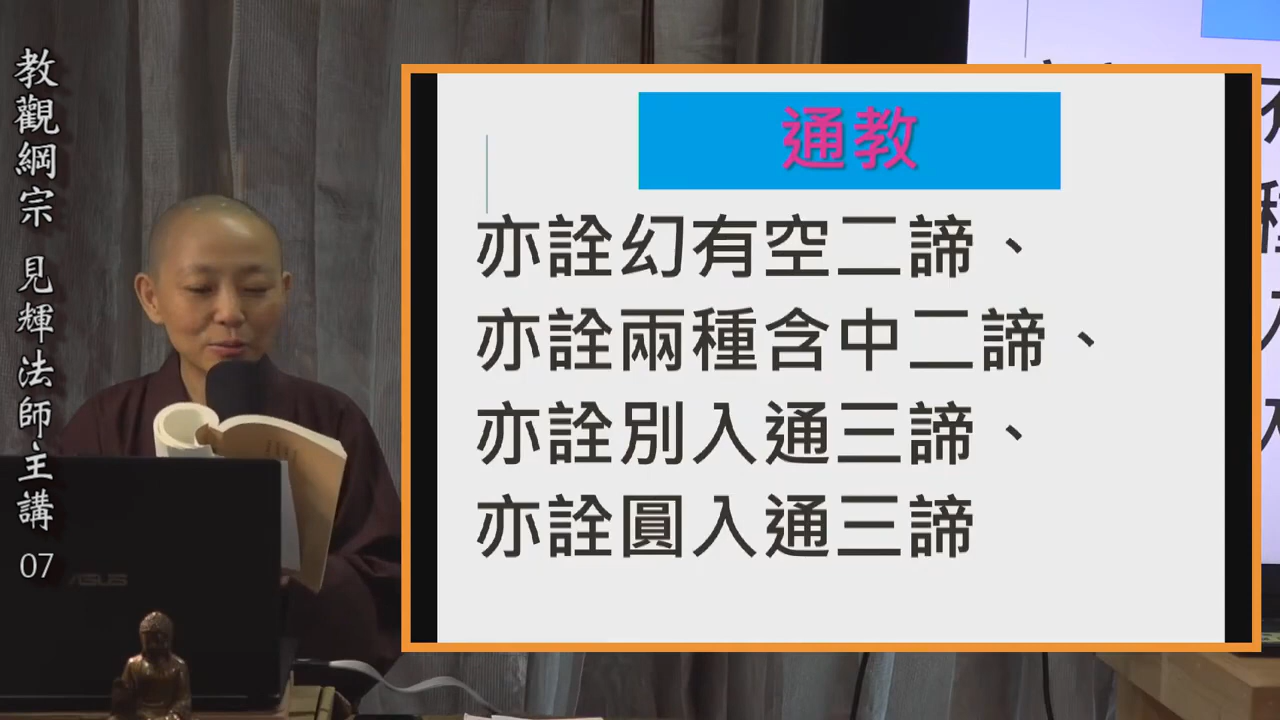 教觀綱宗 見輝法師主講 07
通教
亦詮幻有空二諦、
亦詮兩種含中二諦、
亦詮別入通三諦、
亦詮圓入通三諦
ASUS